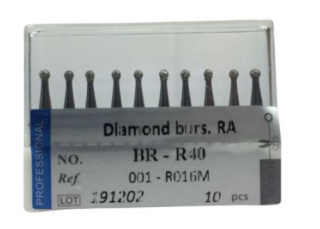 Diamond burs. RA
PROFESSIONAL
NO. BR - R40
Ref 001 - R016M
LOT 191202 10 pcs